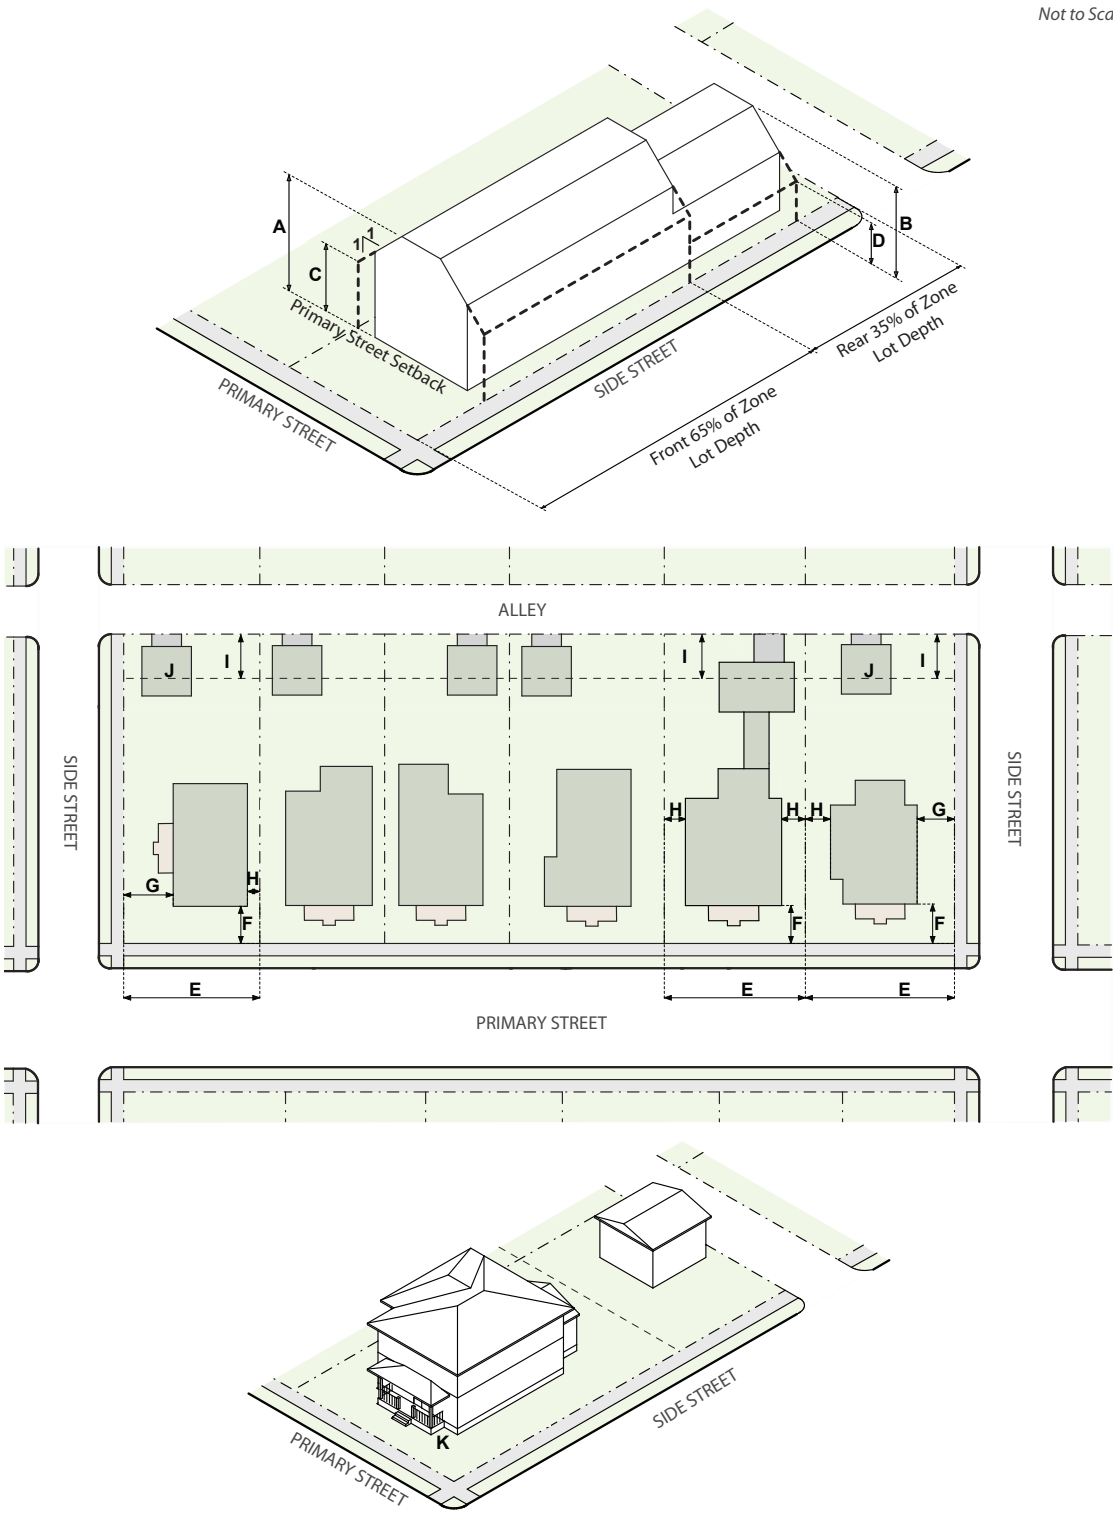 Not to Sca
A
1
1
C
B
D
Primary Street Setback
PRIMARY STREET
SIDE STREET
Rear 35% of Zone
Lot Depth
Front 65% of Zone
Lot Depth
ALLEY
J
I
I
J
I
SIDE STREET
SIDE STREET
H
H
H
G
G
H
F
F
F
E
E
E
PRIMARY STREET
K
PRIMARY STREET
SIDE STREET